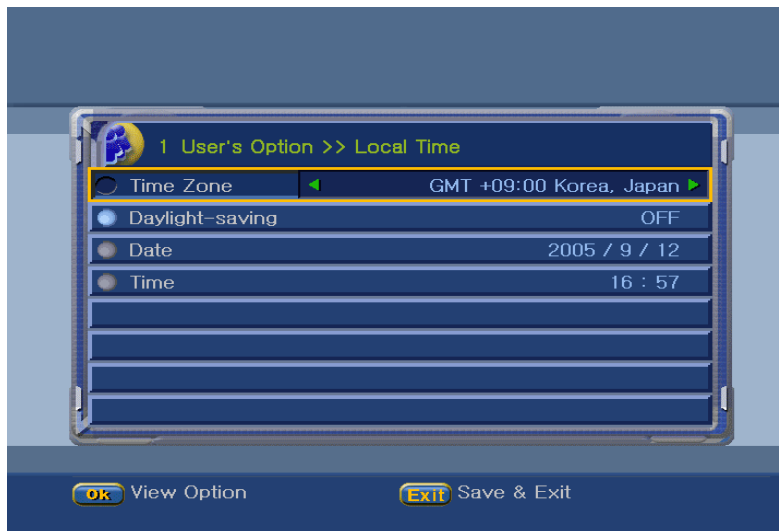 1 User's Option >> Local Time
Time Zone GMT +09:00 Korea, Japan
Daylight-saving OFF
Date 2005 / 9 / 12
Time 16 : 57
Ok View Option Exit Save & Exit